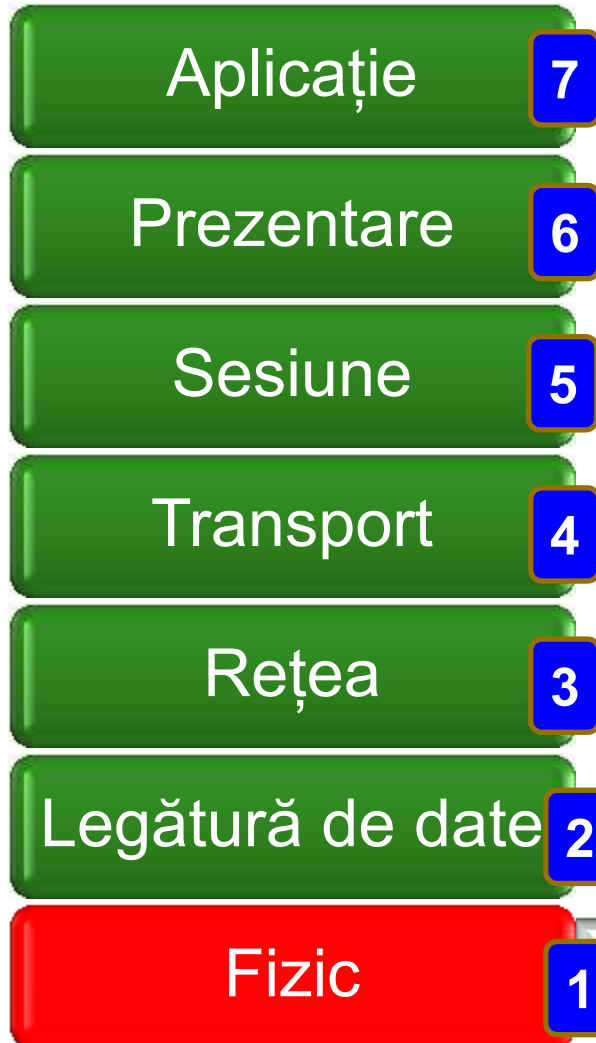 Aplicație
7
Prezentare
6
Sesiune
5
Transport
4
Rețea
3
Legătură de date
2
Fizic
1